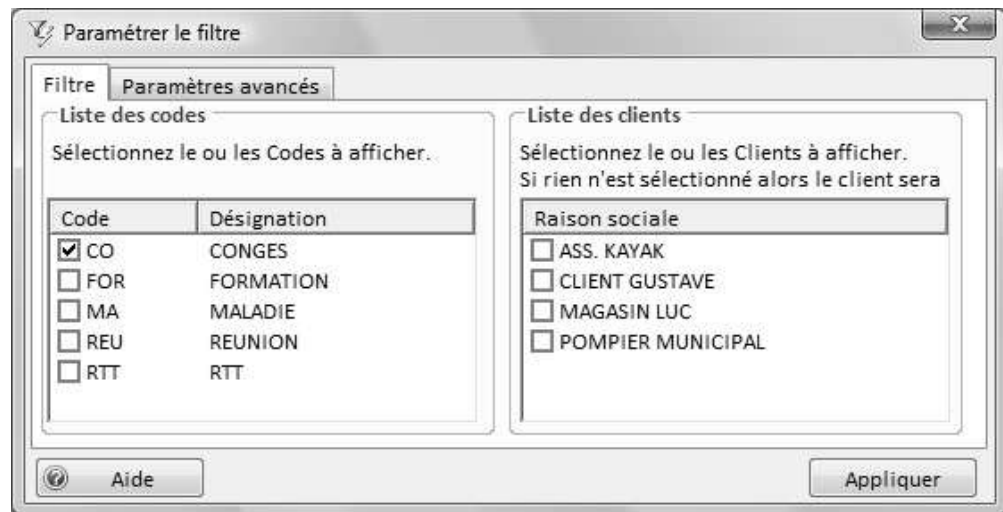 Paramétrer le filtre
Filtre
Paramètres avancés
Liste des codes
Sélectionnez le ou les Codes à afficher.
Code Désignation
CO CONGES
FOR FORMATION
MA MALADIE
REU REUNION
RTT RTT
Liste des clients
Sélectionnez le ou les Clients à afficher.
Si rien n'est sélectionné alors le client sera
Raison sociale
ASS. KAYAK
CLIENT GUSTAVE
MAGASIN LUC
POMPIER MUNICIPAL
Aide
Appliquer